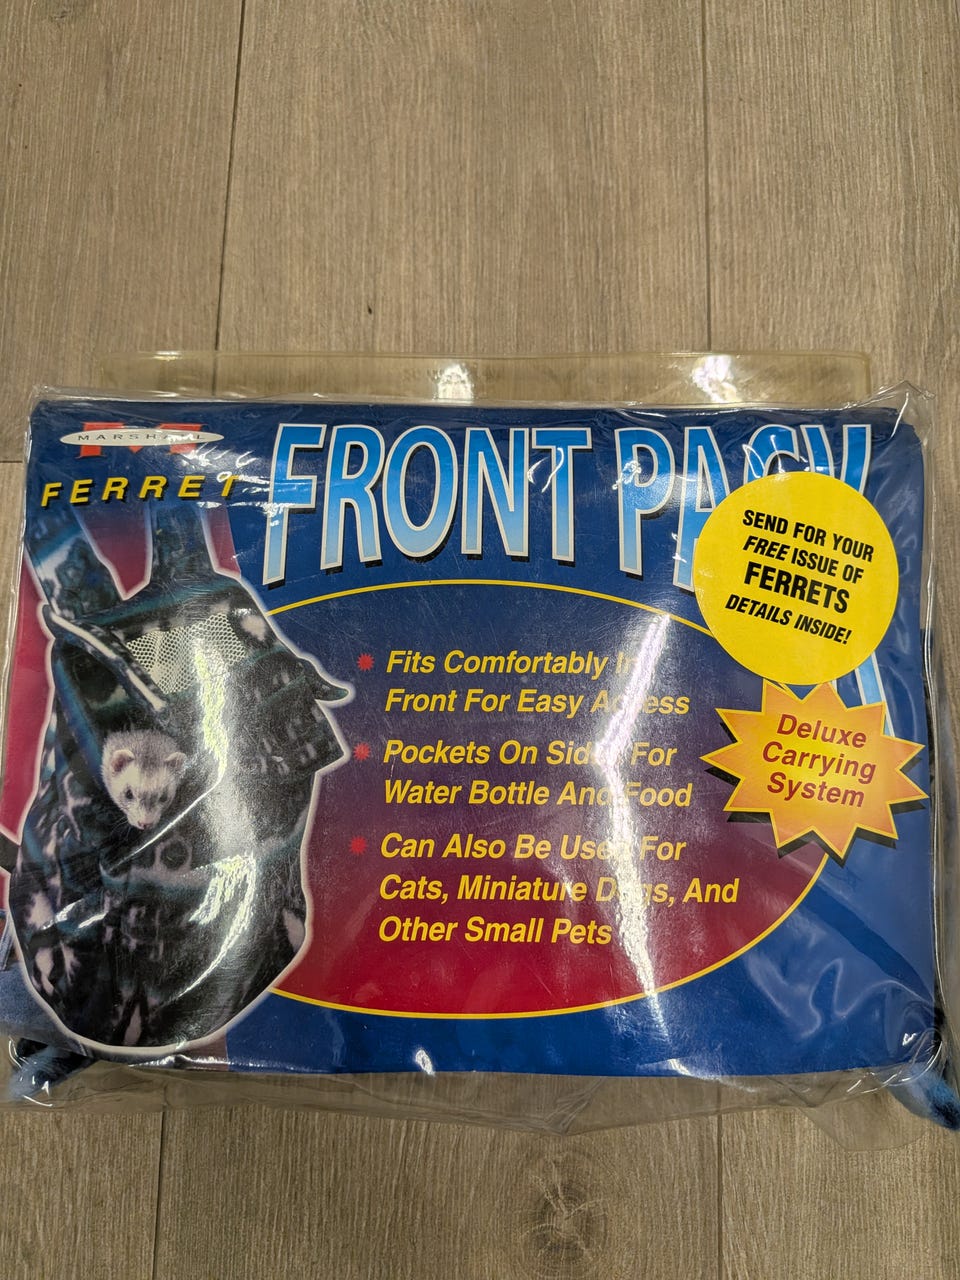 MARSHALL
FERRET
FRONT PACK
SEND FOR YOUR
FREE ISSUE OF
FERRETS
DETAILS INSIDE!
Fits Comfortably In
Front For Easy Access
Pockets On Sides For
Water Bottle And Food
Can Also Be Used For
Cats, Miniature Dogs, And
Other Small Pets
Deluxe
Carrying
System